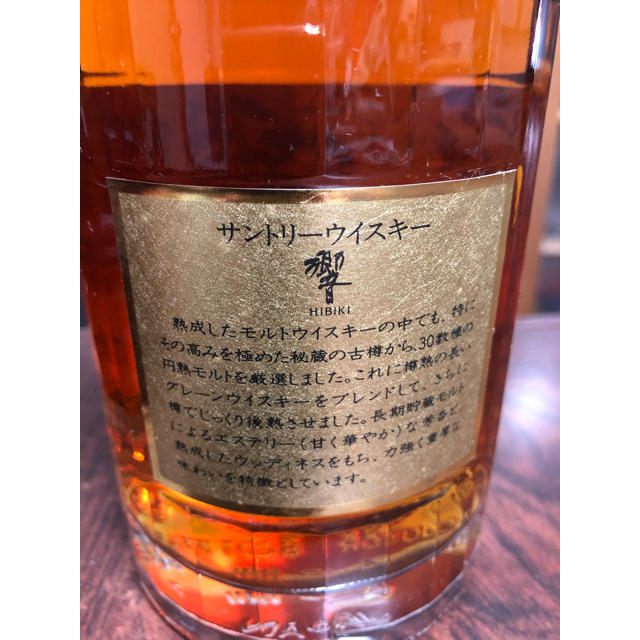 サントリーウイスキー
響
HIBIKI
熟成したモルトウイスキーの中でも、特に
その高みを極めた秘蔵の古樽から、30数種の
円熟モルトを厳選しました。これに樽熟の長い
グレーンウイスキーをブレンドして、さらに
樽でじっくり後熟させました。長期貯蔵モルト
によるエステリー(甘く華やか)な芳香と、
熟成したウッディネスをもち、力強く重厚な
味わいを特徴としています。